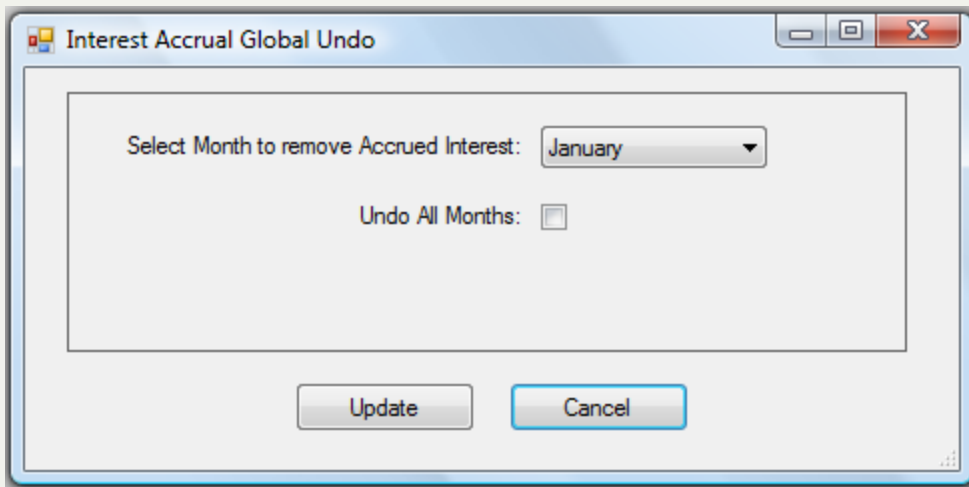 Interest Accrual Global Undo
Select Month to remove Accrued Interest: January
Undo All Months:
Update Cancel